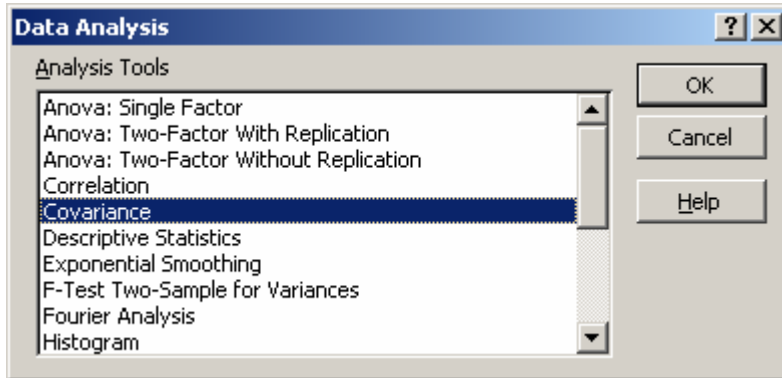 Data Analysis
Analysis Tools
Anova: Single Factor
Anova: Two-Factor With Replication
Anova: Two-Factor Without Replication
Correlation
Covariance
Descriptive Statistics
Exponential Smoothing
F-Test Two-Sample for Variances
Fourier Analysis
Histogram
OK
Cancel
Help